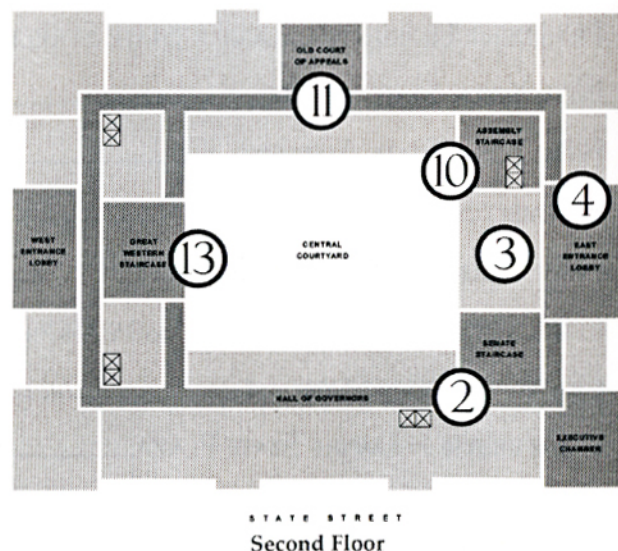 OLD COURT
OF APPEALS
11
ASSEMBLY
STAIRCASE
10
4
WEST
ENTRANCE
LOBBY
GREAT
WESTERN
STAIRCASE
13
CENTRAL
COURTYARD
3
EAST
ENTRANCE
LOBBY
SENATE
STAIRCASE
HALL OF GOVERNORS
2
EXECUTIVE
CHAMBER
STATE STREET
Second Floor